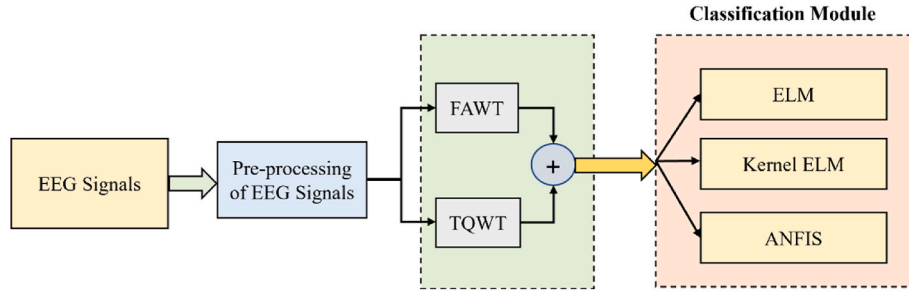 Classification Module
EEG Signals
Pre-processing
of EEG Signals
FAWT
TQWT
+
ELM
Kernel ELM
ANFIS